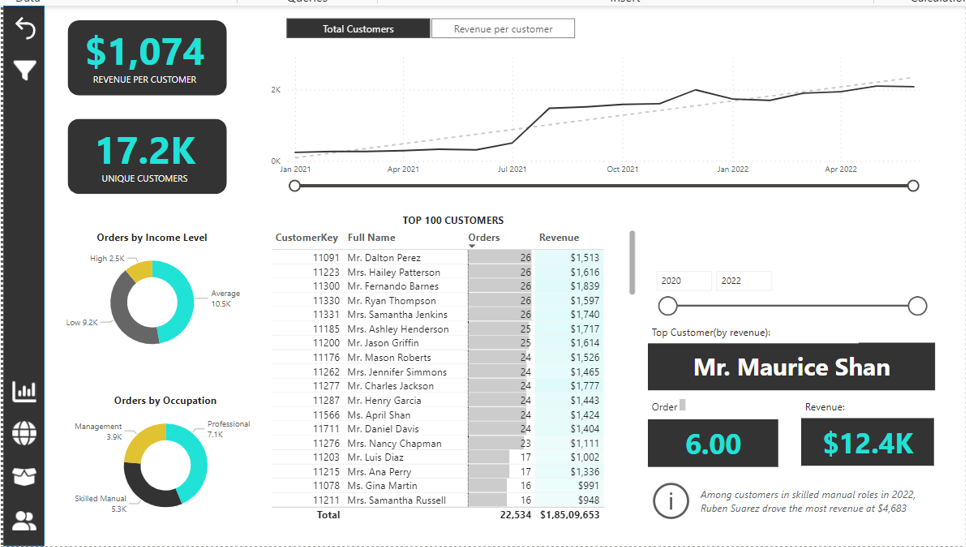 Data
Queries
Insert
$1,074
REVENUE PER CUSTOMER
17.2K
UNIQUE CUSTOMERS
Total Customers
Revenue per customer
2K
0K
Jan 2021
Apr 2021
Jul 2021
Oct 2021
Jan 2022
Apr 2022
Orders by Income Level
High 2.5K
Average
10.5K
Low 9.2K
Orders by Occupation
Management
3.9K
Professional
7.1K
Skilled Manual
5.3K
TOP 100 CUSTOMERS
CustomerKey Full Name Orders Revenue
11091 Mr. Dalton Perez 26 $1,513
11223 Mrs. Hailey Patterson 26 $1,616
11300 Mr. Fernando Barnes 26 $1,839
11330 Mr. Ryan Thompson 26 $1,597
11331 Mrs. Samantha Jenkins 26 $1,740
11185 Mrs. Ashley Henderson 25 $1,717
11200 Mr. Jason Griffin 25 $1,614
11176 Mr. Mason Roberts 24 $1,526
11262 Mrs. Jennifer Simmons 24 $1,465
11277 Mr. Charles Jackson 24 $1,777
11287 Mr. Henry Garcia 24 $1,443
11566 Ms. April Shan 24 $1,424
11711 Mr. Daniel Davis 24 $1,404
11276 Mrs. Nancy Chapman 23 $1,111
11203 Mr. Luis Diaz 17 $1,002
11215 Mrs. Ana Perry 17 $1,336
11078 Ms. Gina Martin 16 $991
11211 Mrs. Samantha Russell 16 $948
Total 22,534 $1,85,09,653
2020
2022
Top Customer(by revenue):
Mr. Maurice Shan
Order
Revenue:
6.00
$12.4K
Among customers in skilled manual roles in 2022,
Ruben Suarez drove the most revenue at $4,683